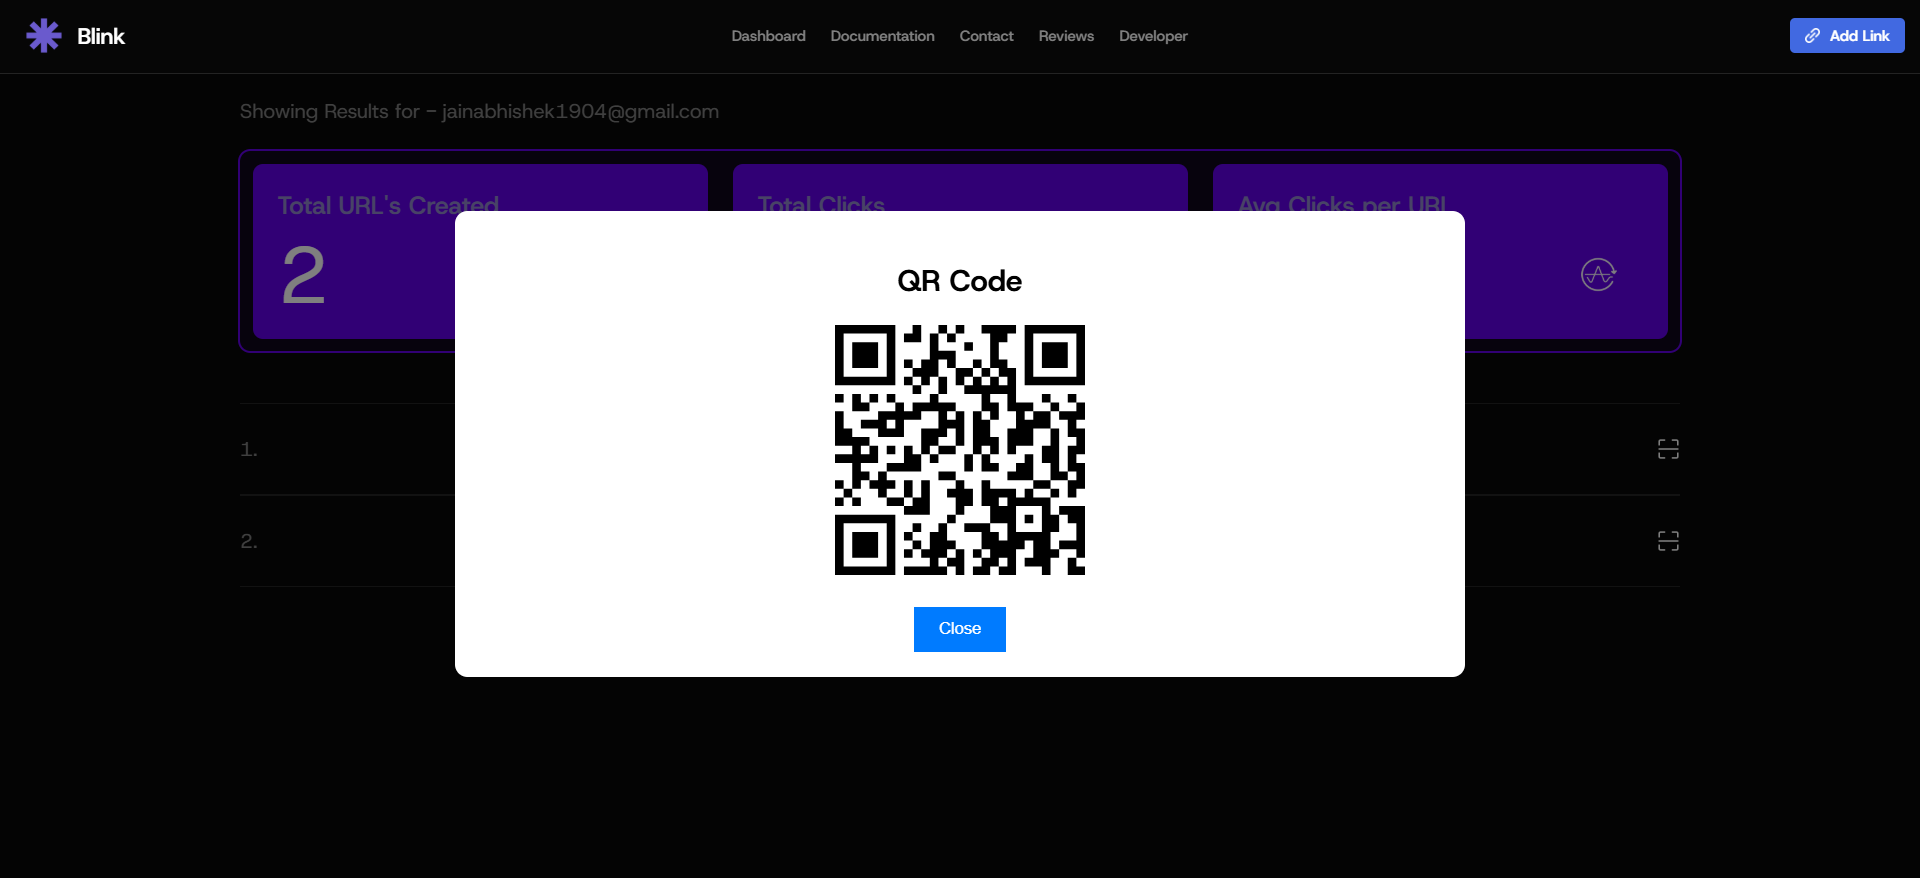 Blink
Dashboard Documentation Contact Reviews Developer
Add Link
Showing Results for - jainabhishek1904@gmail.com
Total URL's Created
Total Clicks
Avg Clicks per URL
2
QR Code
1.
2.
Close